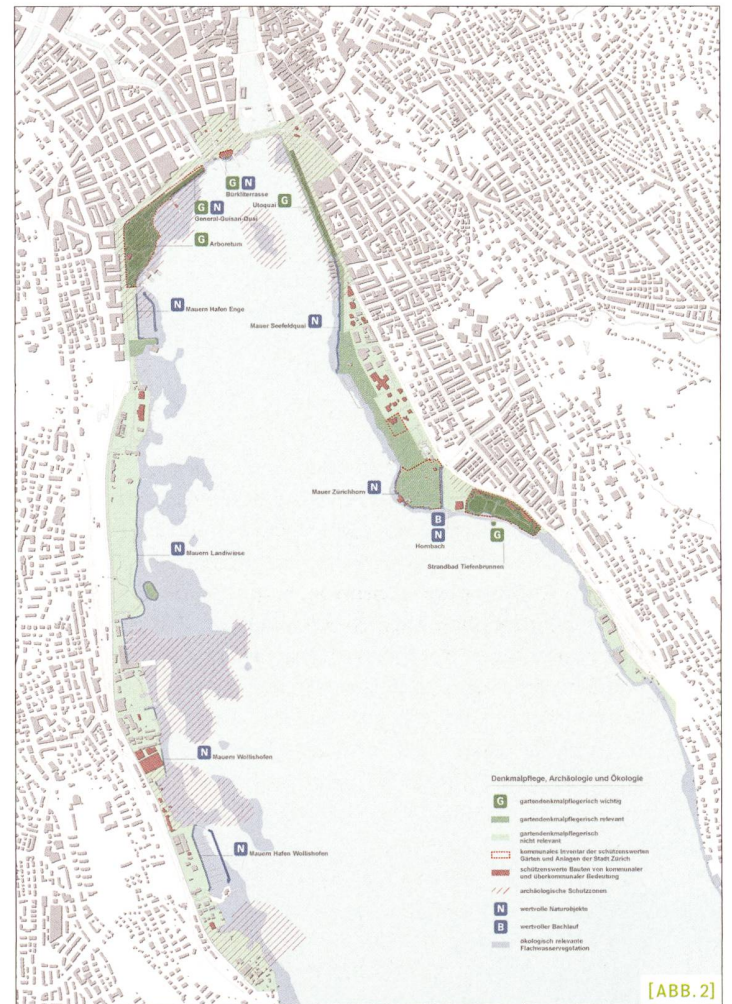 G N
Bürkliterrasse
Utoquai G
G N
General-Guisan-Quai
G Arboretum
N Mauern Hafen Enge
Mauer Seefeldquai N
Mauer Zürichhorn N
B
N
Hornbach
G
Strandbad Tiefenbrunnen
N Mauern Landiwiese
N Mauern Wollishofen
N Mauern Hafen Wollishofen
Denkmalpflege, Archäologie und Ökologie
G gartendenkmalpflegerisch wichtig
gartendenkmalpflegerisch relevant
gartendenkmalpflegerisch
nicht relevant
kommunales Inventar der schützenswerten
Gärten und Anlagen der Stadt Zürich
schützenswerte Bauten von kommunaler
und überkommunaler Bedeutung
archäologische Schutzzonen
N wertvolle Naturobjekte
B wertvoller Bachlauf
ökologisch relevante
Flachwasservegetation
[ABB. 2]